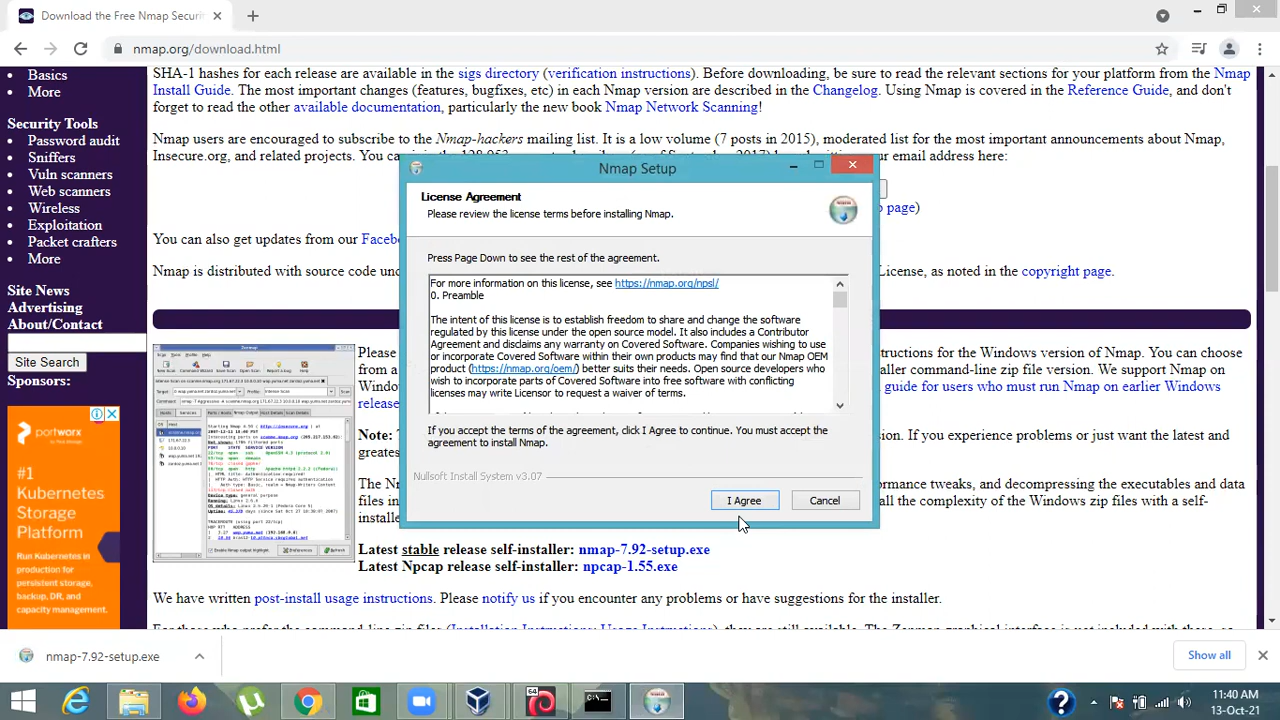 Download the Free Nmap Securi
nmap.org/download.html
Basics
More
Security Tools
Password audit
Sniffers
Vuln scanners
Web scanners
Wireless
Exploitation
Packet crafters
More
Site News
Advertising
About/Contact
Site Search
Sponsors:
portworx
#1
Kubernetes
Storage
Platform
Run Kubernetes in
production for
persistent storage,
backup, DR, and
capacity management.
SHA-1 hashes for each release are available in the sigs directory (verification instructions). Before downloading, be sure to read the relevant sections for your platform from the Nmap
Install Guide. The most important changes (features, bugfixes, etc) in each Nmap version are described in the Changelog. Using Nmap is covered in the Reference Guide, and don't
forget to read the other available documentation, particularly the new book Nmap Network Scanning!
Nmap users are encouraged to subscribe to the Nmap-hackers mailing list. It is a low volume (7 posts in 2015), moderated list for the most important announcements about Nmap,
Insecure.org, and related projects. You can email address here:
page)
You can also get updates from our Faceb
Nmap is distributed with source code License, as noted in the copyright page.
Nmap Setup
License Agreement
Please review the license terms before installing Nmap.
Press Page Down to see the rest of the agreement.
For more information on this license, see https://nmap.org/npsl/
0. Preamble
The intent of this license is to establish freedom to share and change the software
regulated by this license under the open source model. It also includes a Contributor
Agreement and disclaims any warranty on Covered Software. Companies wishing to use
or incorporate Covered Software within their own products may find that our Nmap OEM
product (https://nmap.org/oem/) better suits their needs. Open source developers who
wish to incorporate parts of Covered Software into free software with conflicting
licenses may write Licensor to request a waiver of terms.
If you accept the terms of the agreement, click I Agree to continue. You must accept the
agreement to install Nmap.
Nullsoft Install System v3.07
I Agree
Cancel
Please structions for the Windows version of Nmap. You can choose
from a aller command-line zip file version. We support Nmap on
Window guide for users who must run Nmap on earlier Windows
release
Note: ion. If you experience problems or just want the latest and
greates
The N ormance tweaks, and decompressing the executables and data
files i ll the complexity of the Windows zip files with a self-
install
Latest stable release self-installer: nmap-7.92-setup.exe
Latest Npcap release self-installer: npcap-1.55.exe
We have written post-install usage instructions. Please notify us if you encounter any problems or have suggestions for the installer.
nmap-7.92-setup.exe
Show all
64
11:40 AM
13-Oct-21